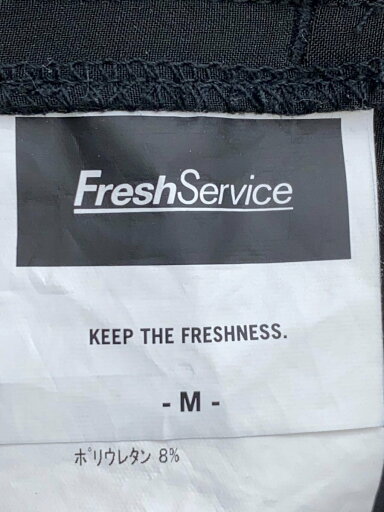 FreshService
KEEP THE FRESHNESS.
- M -
ポリウレタン 8%